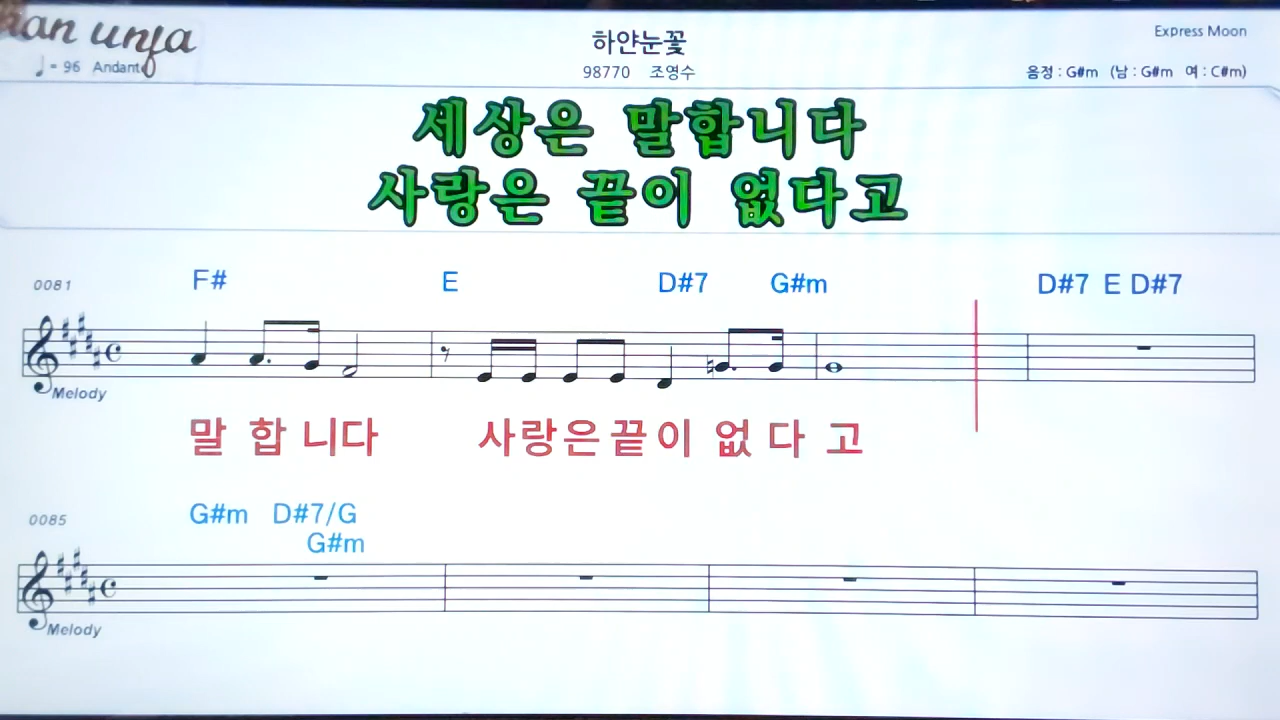 unja
하얀눈꽃
Express Moon
♩= 96 Andant
98770 조영수
음정 : G#m (남 : G#m 여 : C#m)
세상은 말합니다
사랑은 끝이 없다고
0081
F# E D#7 G#m D#7 E D#7
Melody
말 합 니다 사랑은끝이 없 다 고
0085
G#m D#7/G
G#m
Melody